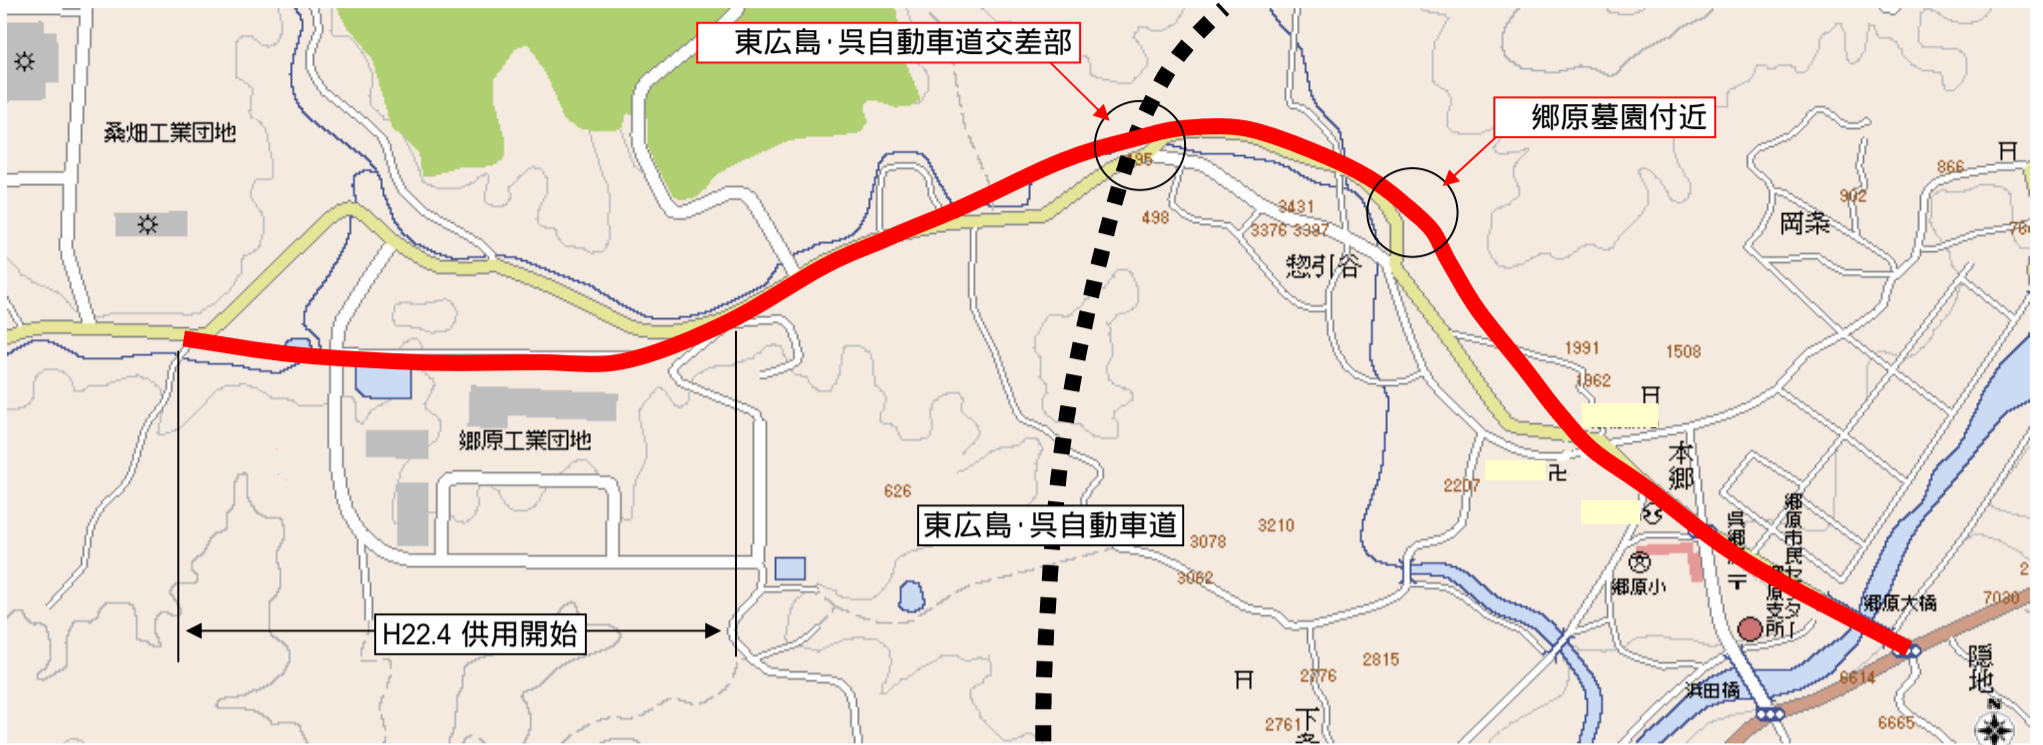 東広島・呉自動車道交差部
郷原墓園付近
桑畑工業団地
866
902
岡条
195
498
3431
3376 3397
惣引谷
1991
1508
1962
郷原工業団地
本郷
626
2207
東広島・呉自動車道
3210
3078
3062
郷原小
郷原大橋
7030
H22.4 供用開始
2815
2776
6614
隠地
浜田橋
2761
6665
N